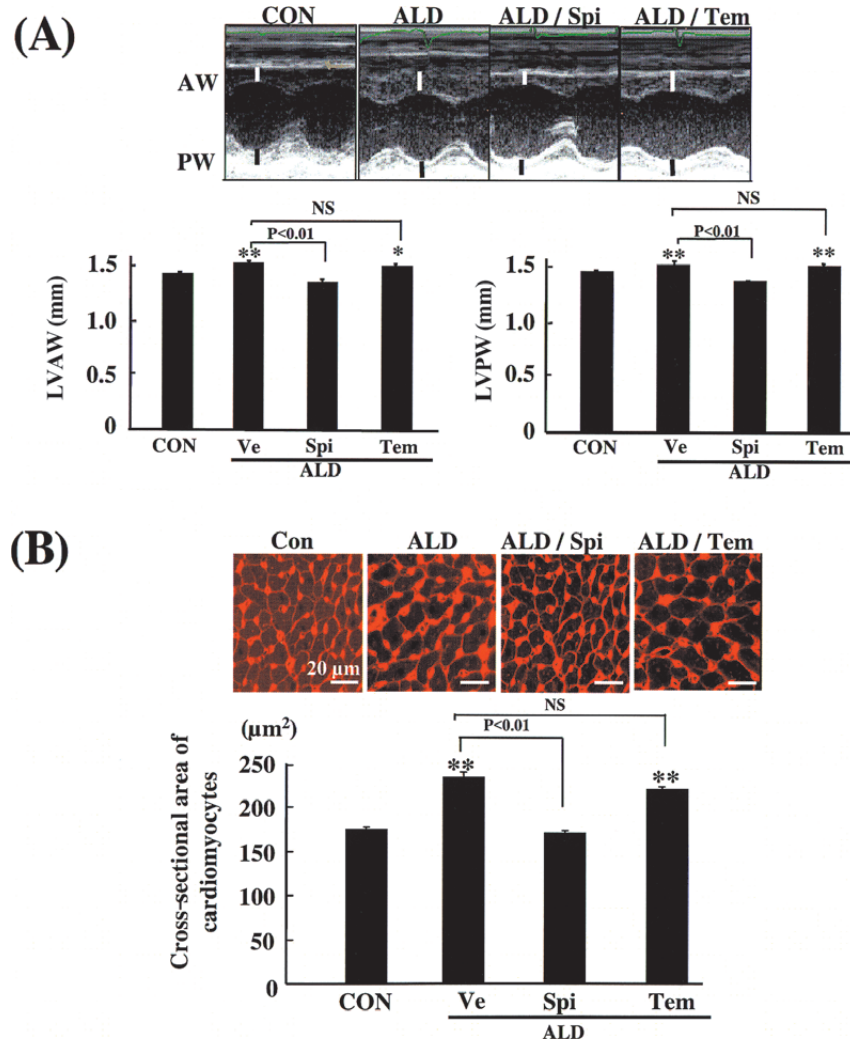 (A)
CON ALD ALD / Spi ALD / Tem
AW
PW
NS
P<0.01
** *
LVAW (mm)
1.5
1.0
0.5
0
CON Ve Spi Tem
ALD
NS
P<0.01
** **
LVPW (mm)
1.5
1.0
0.5
0
CON Ve Spi Tem
ALD
(B)
Con ALD ALD / Spi ALD / Tem
20 µm
NS
P<0.01
(µm²)
** **
Cross-sectional area of
cardiomyocytes
250
200
150
100
50
0
CON Ve Spi Tem
ALD